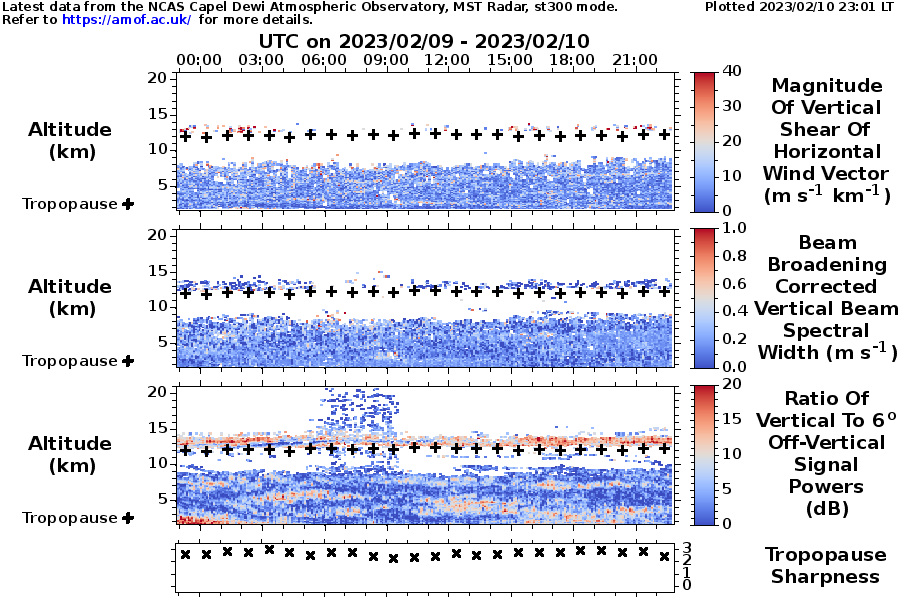 Latest data from the NCAS Capel Dewi Atmospheric Observatory, MST Radar, st300 mode.
Plotted 2023/02/10 23:01 LT
Refer to https://amof.ac.uk/ for more details.
UTC on 2023/02/09 - 2023/02/10
00:00 03:00 06:00 09:00 12:00 15:00 18:00 21:00
20
15
10
5
Altitude
(km)
Tropopause
40
30
20
10
0
Magnitude
Of Vertical
Shear Of
Horizontal
Wind Vector
(m s-1 km-1)
20
15
10
5
Altitude
(km)
Tropopause
1.0
0.8
0.6
0.4
0.2
0.0
Beam
Broadening
Corrected
Vertical Beam
Spectral
Width (m s-1)
20
15
10
5
Altitude
(km)
Tropopause
20
15
10
5
0
Ratio Of
Vertical To 6o
Off-Vertical
Signal
Powers
(dB)
3
2
1
0
Tropopause
Sharpness